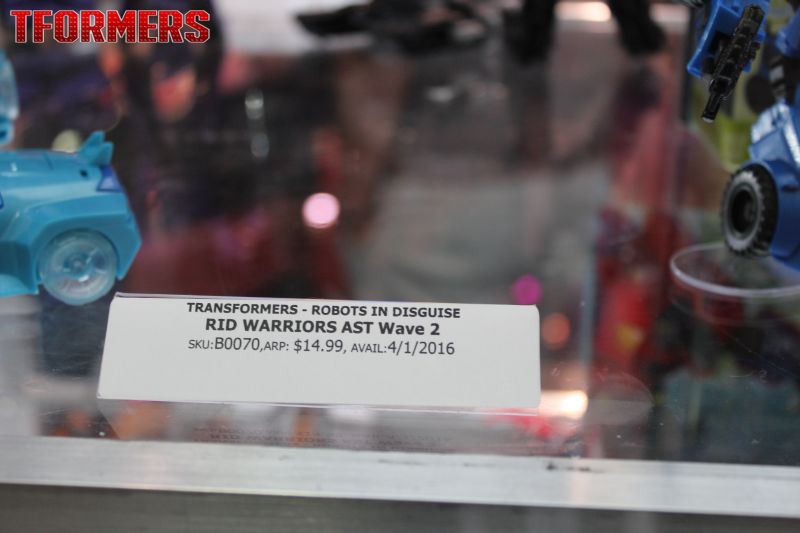 TFORMERS
TRANSFORMERS - ROBOTS IN DISGUISE
RID WARRIORS AST Wave 2
SKU:B0070,ARP: $14.99, AVAIL:4/1/2016